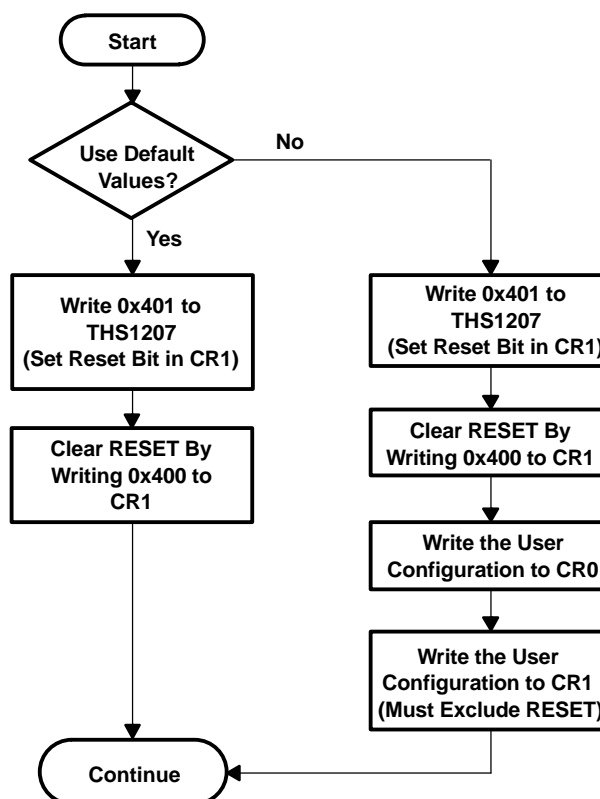 Start
Use Default
Values?
No
Yes
Write 0x401 to
THS1207
(Set Reset Bit in CR1)
Clear RESET By
Writing 0x400 to
CR1
Write 0x401 to
THS1207
(Set Reset Bit in CR1)
Clear RESET By
Writing 0x400 to CR1
Write the User
Configuration to CR0
Write the User
Configuration to CR1
(Must Exclude RESET)
Continue